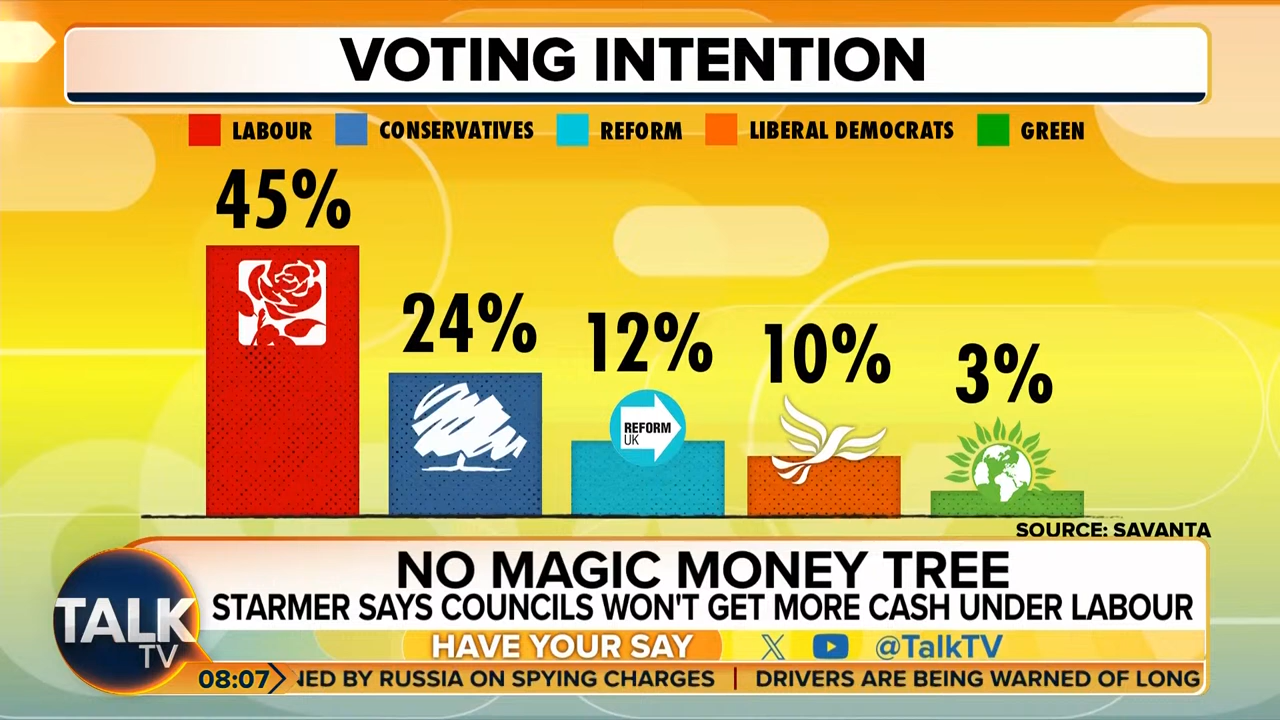 VOTING INTENTION
LABOUR CONSERVATIVES REFORM LIBERAL DEMOCRATS GREEN
45%
24%
12%
10%
3%
REFORM
UK
SOURCE: SAVANTA
NO MAGIC MONEY TREE
STARMER SAYS COUNCILS WON'T GET MORE CASH UNDER LABOUR
TALK
TV
HAVE YOUR SAY @TalkTV
08:07 NED BY RUSSIA ON SPYING CHARGES | DRIVERS ARE BEING WARNED OF LONG